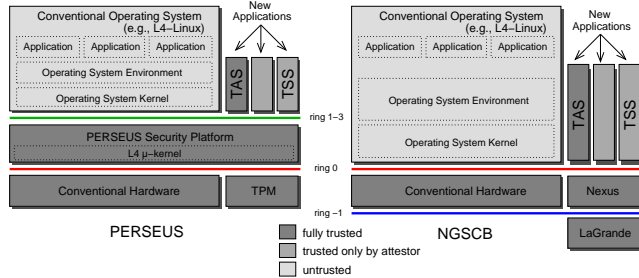 Conventional Operating System
(e.g., L4−Linux)
Application
Application
Application
Operating System Environment
Operating System Kernel
New
Applications
TAS
TSS
ring 1−3
PERSEUS Security Platform
L4 μ−kernel
ring 0
Conventional Hardware
TPM
ring −1
PERSEUS
Conventional Operating System
(e.g., L4−Linux)
Application
Application
Application
Operating System Environment
Operating System Kernel
New
Applications
TAS
TSS
Conventional Hardware
Nexus
NGSCB
LaGrande
fully trusted
trusted only by attestor
untrusted